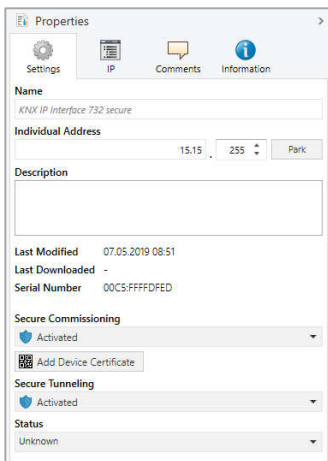 Properties
Settings IP Comments Information
Name
KNX IP Interface 732 secure
Individual Address
15.15 . 255 Park
Description
Last Modified 07.05.2019 08:51
Last Downloaded -
Serial Number 00C5:FFFFDFED
Secure Commissioning
Activated
Add Device Certificate
Secure Tunneling
Activated
Status
Unknown